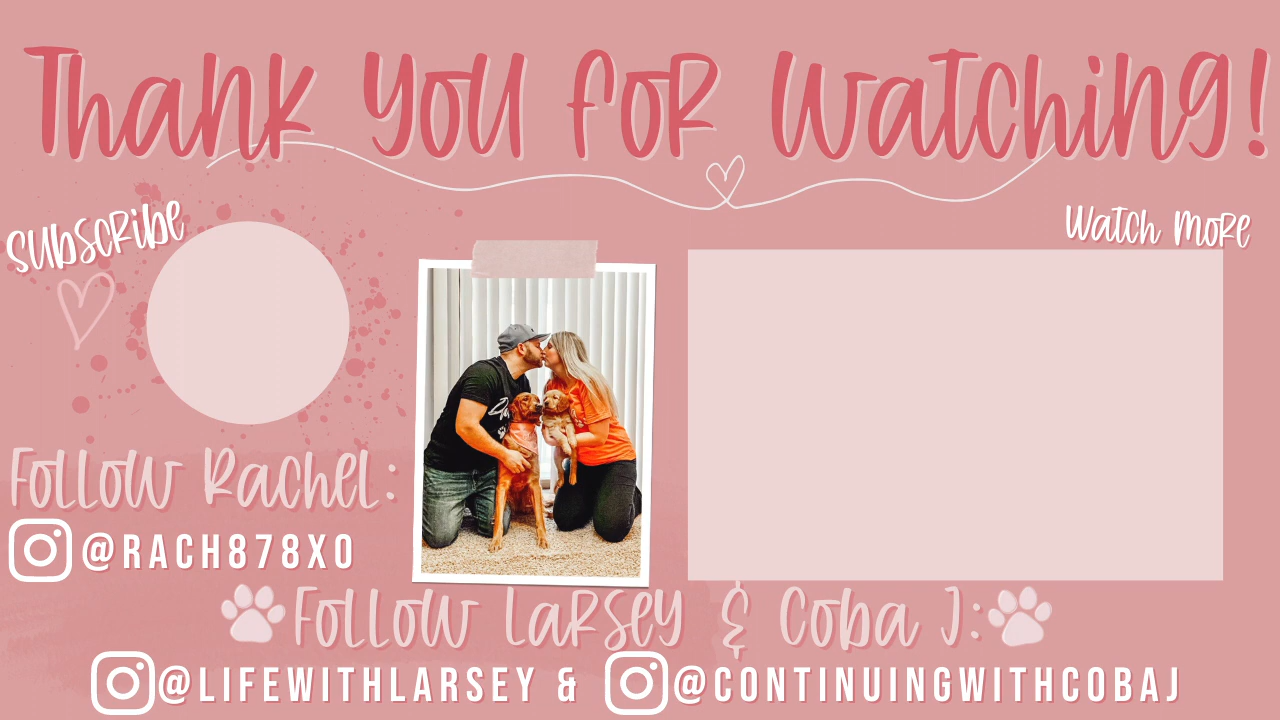 Thank you for watching!
Subscribe
Watch more
Follow Rachel:
@RACH878XO
Follow Larsey & Coba J:
@LIFEWITHLARSEY & @CONTINUINGWITHCOBAJ